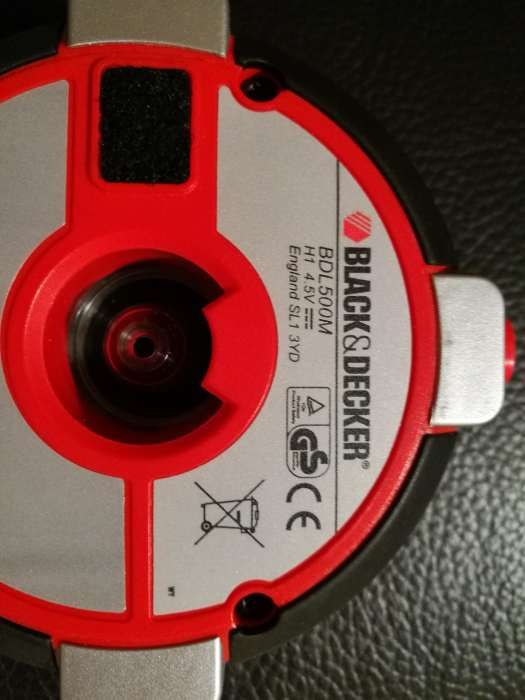 BLACK&DECKER®
BDL500M
H1 4.5V
England SL1 3YD
GS
CE